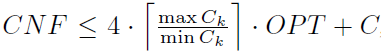 CNF ≤ 4 · ⌈max C_k / min C_k⌉ · OPT + C